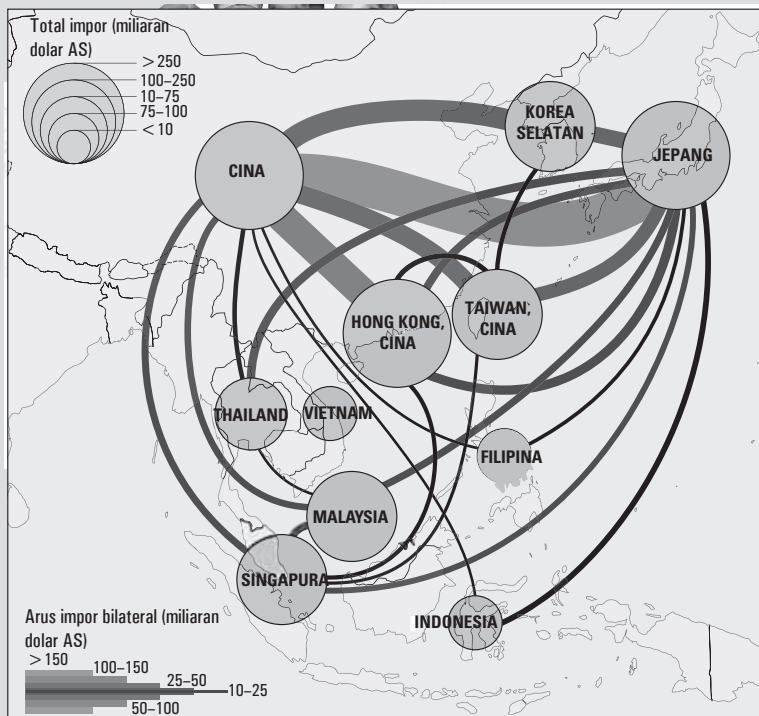 Total impor (miliaran
dolar AS)
>250
100–250
10–75
75–100
<10
KOREA
SELATAN
JEPANG
CINA
TAIWAN,
CINA
HONG KONG,
CINA
THAILAND
VIETNAM
FILIPINA
MALAYSIA
SINGAPURA
INDONESIA
Arus impor bilateral (miliaran
dolar AS)
>150
100–150
25–50
10–25
50–100